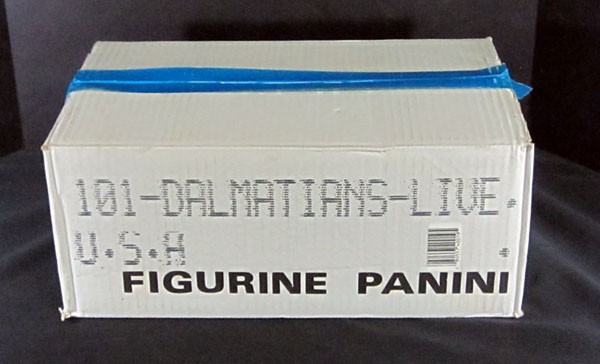 101-DALMATIANS-LIVE.
U.S.A
FIGURINE PANINI